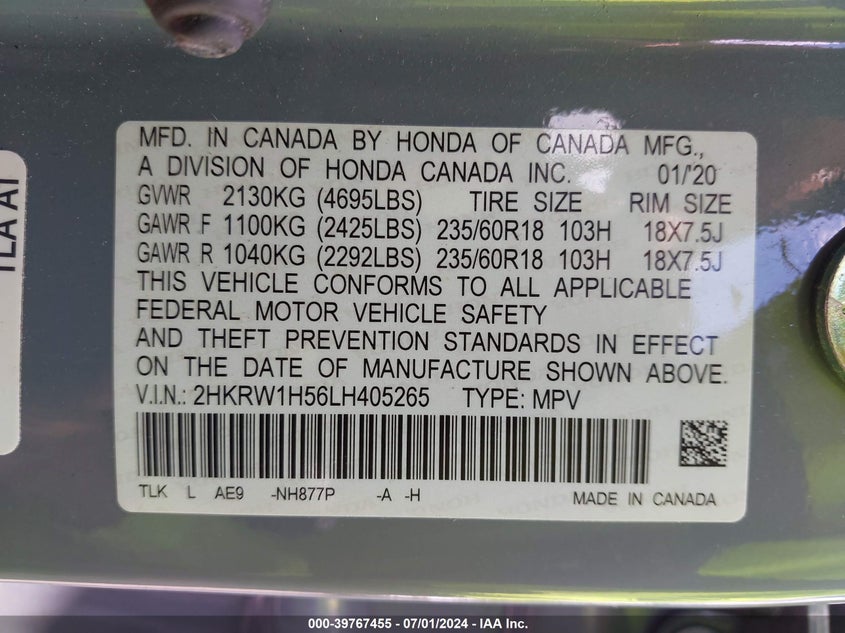 MFD. IN CANADA BY HONDA OF CANADA MFG.,
A DIVISION OF HONDA CANADA INC. 01/'20
GVWR 2130KG (4695LBS) TIRE SIZE RIM SIZE
GAWR F 1100KG (2425LBS) 235/60R18 103H 18X7.5J
GAWR R 1040KG (2292LBS) 235/60R18 103H 18X7.5J
THIS VEHICLE CONFORMS TO ALL APPLICABLE
FEDERAL MOTOR VEHICLE SAFETY
AND THEFT PREVENTION STANDARDS IN EFFECT
ON THE DATE OF MANUFACTURE SHOWN ABOVE.
V.I.N.: 2HKRW1H56LH405265 TYPE: MPV
TLK L AE9 -NH877P -A -H MADE IN CANADA
TLA A1
000-39767455 - 07/01/2024 - IAA Inc.